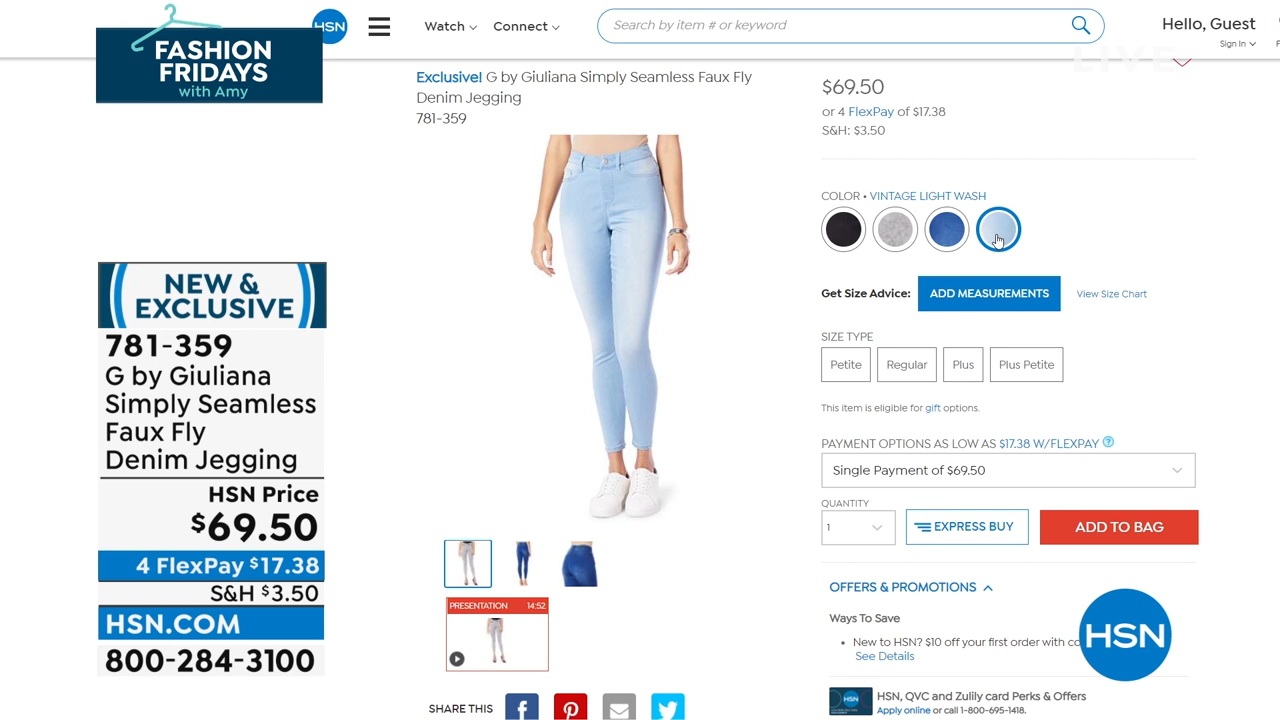 FASHION
FRIDAYS
with Amy
HSN
Watch
Connect
Search by item # or keyword
Hello, Guest
Sign In
LIVE
Exclusive! G by Giuliana Simply Seamless Faux Fly
Denim Jegging
781-359
$69.50
or 4 FlexPay of $17.38
S&H: $3.50
COLOR • VINTAGE LIGHT WASH
Get Size Advice:
ADD MEASUREMENTS
View Size Chart
SIZE TYPE
Petite
Regular
Plus
Plus Petite
This item is eligible for gift options.
PAYMENT OPTIONS AS LOW AS $17.38 W/FLEXPAY ?
Single Payment of $69.50
QUANTITY
1
EXPRESS BUY
ADD TO BAG
OFFERS & PROMOTIONS
Ways To Save
• New to HSN? $10 off your first order with
See Details
HSN
HSN
HSN, QVC and Zulily card Perks & Offers
Apply online or call 1-800-695-1418.
NEW &
EXCLUSIVE
781-359
G by Giuliana
Simply Seamless
Faux Fly
Denim Jegging
HSN Price
$69.50
4 FlexPay $17.38
S&H $3.50
HSN.COM
800-284-3100
PRESENTATION 14:52
SHARE THIS